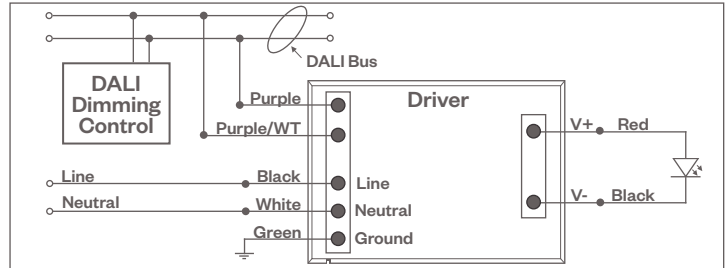 DALI Bus
DALI
Dimming
Control
Driver
Purple
Purple/WT
V+ Red
Line Black Line
V- Black
Neutral White Neutral
Green Ground